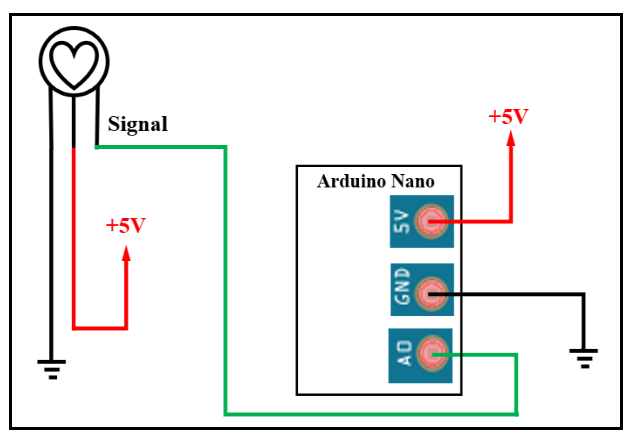 Signal
+5V
+5V
Arduino Nano
5V
GND
A0